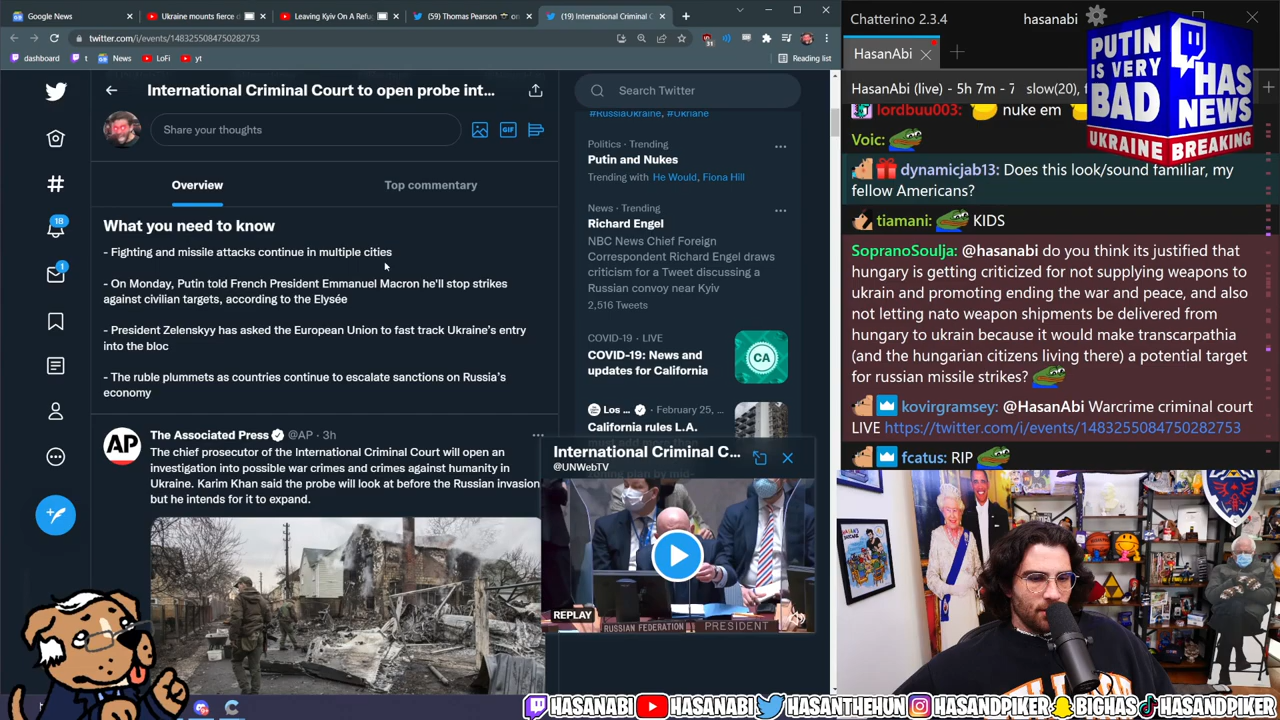 Google News
Ukraine mounts fierce d
Leaving Kyiv On A Refug
(59) Thomas Pearson
(19) International Criminal C
twitter.com/i/events/1483255084750282753
dashboard
t
News
LoFi
yt
Reading list
International Criminal Court to open probe int...
Share your thoughts
Overview
Top commentary
What you need to know
- Fighting and missile attacks continue in multiple cities
- On Monday, Putin told French President Emmanuel Macron he'll stop strikes
against civilian targets, according to the Elysée
- President Zelenskyy has asked the European Union to fast track Ukraine's entry
into the bloc
- The ruble plummets as countries continue to escalate sanctions on Russia's
economy
The Associated Press @AP · 3h
The chief prosecutor of the International Criminal Court will open an
investigation into possible war crimes and crimes against humanity in
Ukraine. Karim Khan said the probe will look at before the Russian invasion
but he intends for it to expand.
18
1
Search Twitter
#RussiaUkraine, #Ukriane
Politics · Trending
Putin and Nukes
Trending with He Would, Fiona Hill
News · Trending
Richard Engel
NBC News Chief Foreign
Correspondent Richard Engel draws
criticism for a Tweet discussing a
Russian convoy near Kyiv
2,516 Tweets
COVID-19 · LIVE
COVID-19: News and
updates for California
CA
Los ... · February 25, ...
California rules L.A.
International Criminal C...
@UNWebTV
REPLAY
RUSSIAN FEDERATION
PRESIDENT
Chatterino 2.3.4
hasanabi
HasanAbi
HasanAbi (live) - 5h 7m - 7
slow(20),
PUTIN
IS VERY
BAD
HAS
NEWS
UKRAINE BREAKING
lordbuu003: nuke em
Voic:
dynamicjab13: Does this look/sound familiar, my
fellow Americans?
tiamani: KIDS
SopranoSoulja: @hasanabi do you think its justified that
hungary is getting criticized for not supplying weapons to
ukrain and promoting ending the war and peace, and also
not letting nato weapon shipments be delivered from
hungary to ukrain because it would make transcarpathia
(and the hungarian citizens living there) a potential target
for russian missile strikes?
kovirgramsey: @HasanAbi Warcrime criminal court
LIVE https://twitter.com/i/events/1483255084750282753
fcatus: RIP
HASANABI
HASANABI
HASANTHEHUN
HASANDPIKER
BIGHAS
HASANDPIKER